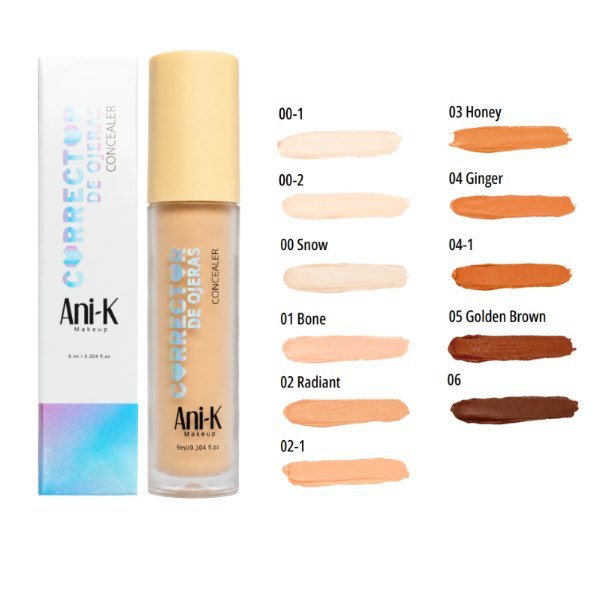 CORRECTOR
DE OJERAS
CONCEALER
Ani-K
Makeup
9 ml / 0.304 fl.oz
CORRECTOR
DE OJERAS
CONCEALER
Ani-K
Makeup
9ml/0.304 fl.oz
00-1
00-2
00 Snow
01 Bone
02 Radiant
02-1
03 Honey
04 Ginger
04-1
05 Golden Brown
06